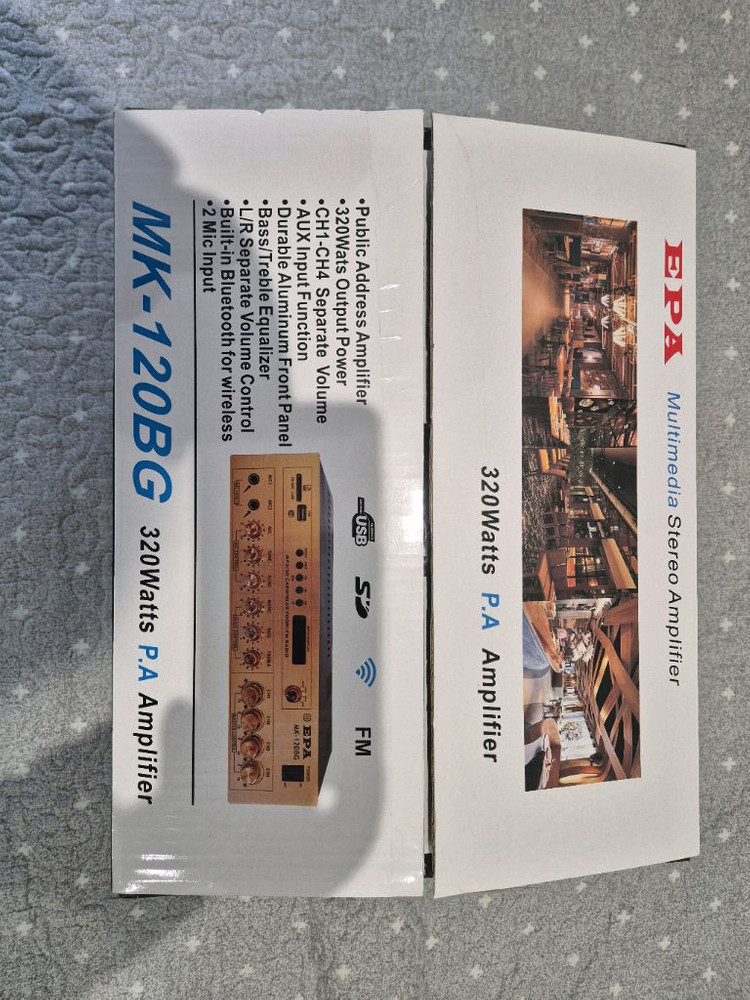 EPA Multimedia Stereo Amplifier
320Watts P.A Amplifier
•Public Address Amplifier
•320Wats Output Power
•CH1-CH4 Separate Volume
•AUX Input Function
•Durable Aluminum Front Panel
•Bass/Treble Equalizer
•L/R Separate Volume Control
•Built-in Bluetooth for wireless
•2 Mic Input
USB
FM
EPA
MK-120BG
MK-120BG 320Watts P.A Amplifier